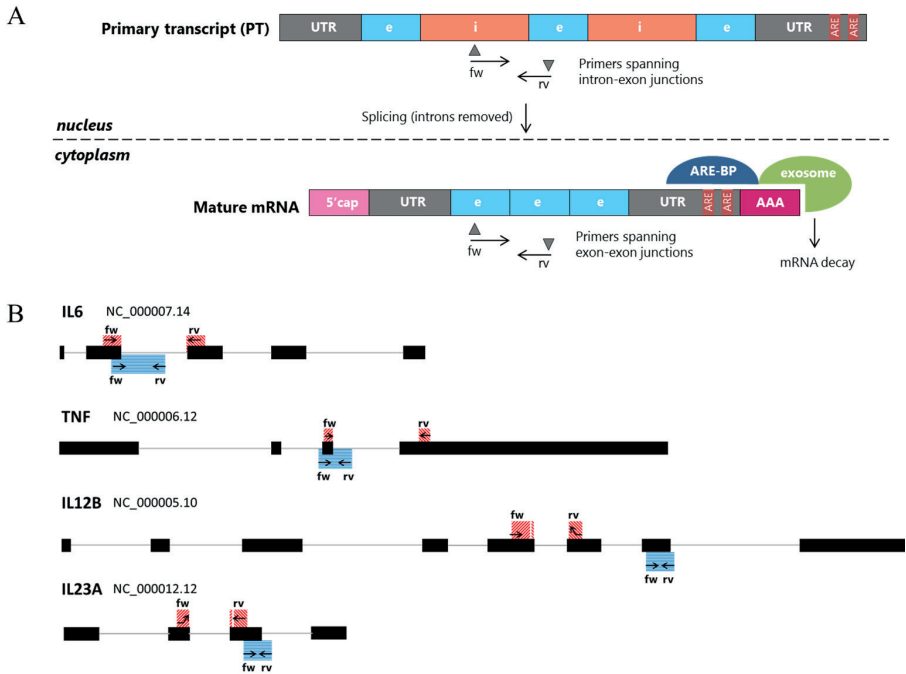 A
Primary transcript (PT)
UTR e i e i e UTR ARE ARE
fw
rv
Primers spanning
intron-exon junctions
Splicing (introns removed)
nucleus
cytoplasm
ARE-BP
exosome
Mature mRNA
5'cap UTR e e e UTR ARE ARE AAA
fw
rv
Primers spanning
exon-exon junctions
mRNA decay
B
IL6 NC_000007.14
fw rv
fw rv
TNF NC_000006.12
fw rv
fw rv
IL12B NC_000005.10
fw rv
fw rv
IL23A NC_000012.12
fw rv
fw rv